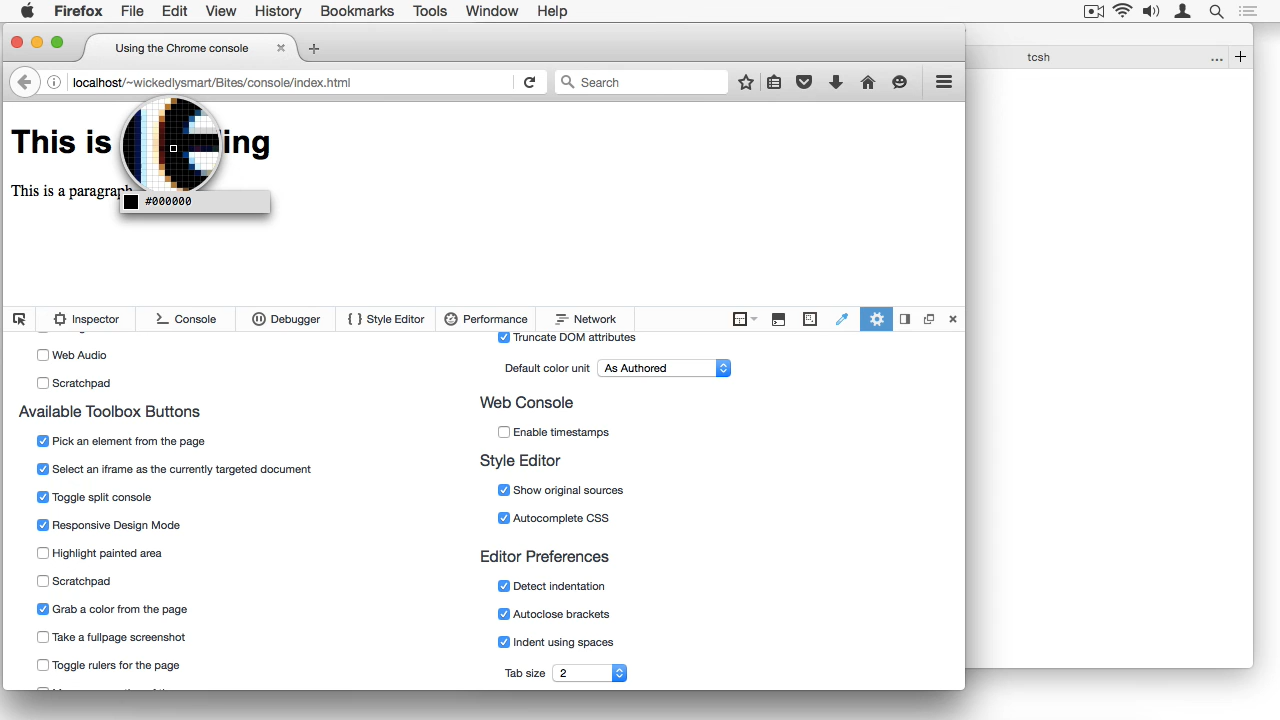 Firefox File Edit View History Bookmarks Tools Window Help
Using the Chrome console
tcsh
localhost/~wickedlysmart/Bites/console/index.html
Search
This is ing
This is a paragraph
#000000
Inspector Console Debugger { } Style Editor Performance Network
Web Audio
Scratchpad
Available Toolbox Buttons
Pick an element from the page
Select an iframe as the currently targeted document
Toggle split console
Responsive Design Mode
Highlight painted area
Scratchpad
Grab a color from the page
Take a fullpage screenshot
Toggle rulers for the page
Truncate DOM attributes
Default color unit As Authored
Web Console
Enable timestamps
Style Editor
Show original sources
Autocomplete CSS
Editor Preferences
Detect indentation
Autoclose brackets
Indent using spaces
Tab size 2